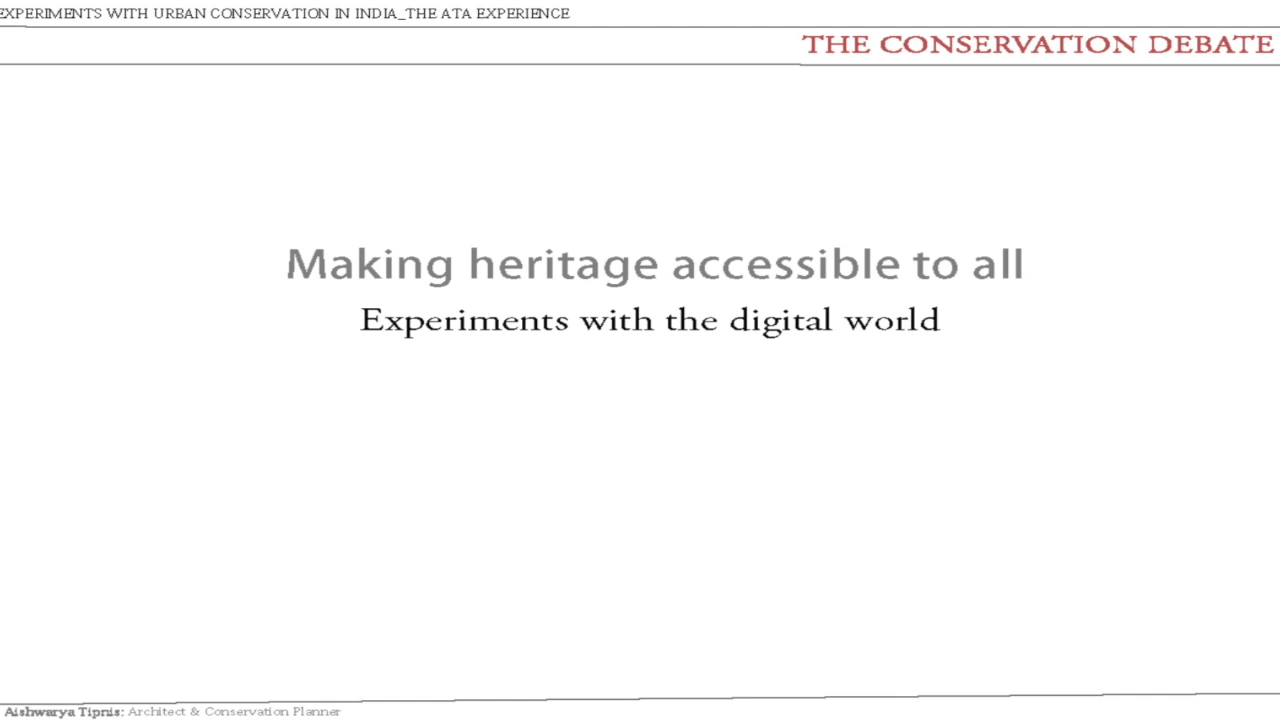 EXPERIMENTS WITH URBAN CONSERVATION IN INDIA_THE ATA EXPERIENCE
THE CONSERVATION DEBATE
Making heritage accessible to all
Experiments with the digital world
Aishwarya Tipnis: Architect & Conservation Planner